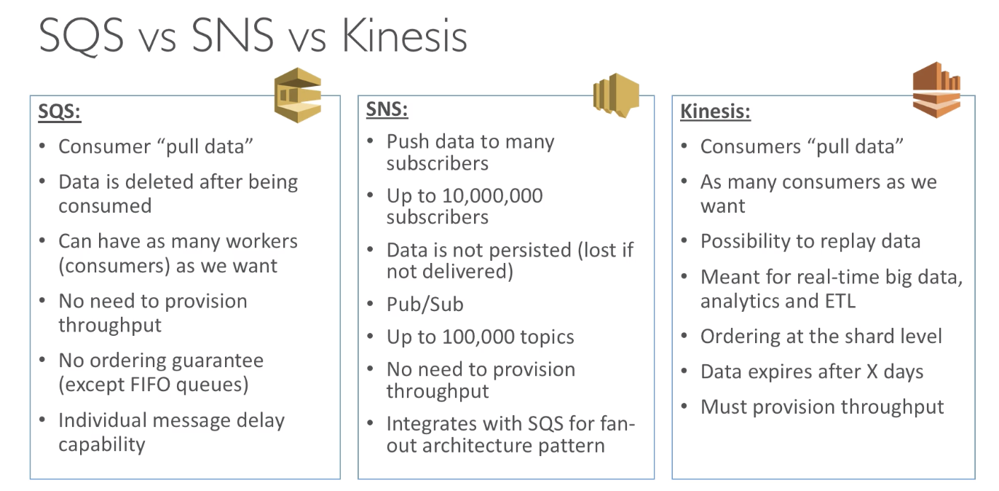 SQS vs SNS vs Kinesis
SQS:
• Consumer “pull data”
• Data is deleted after being
consumed
• Can have as many workers
(consumers) as we want
• No need to provision
throughput
• No ordering guarantee
(except FIFO queues)
• Individual message delay
capability
SNS:
• Push data to many
subscribers
• Up to 10,000,000
subscribers
• Data is not persisted (lost if
not delivered)
• Pub/Sub
• Up to 100,000 topics
• No need to provision
throughput
• Integrates with SQS for fan-
out architecture pattern
Kinesis:
• Consumers “pull data”
• As many consumers as we
want
• Possibility to replay data
• Meant for real-time big data,
analytics and ETL
• Ordering at the shard level
• Data expires after X days
• Must provision throughput